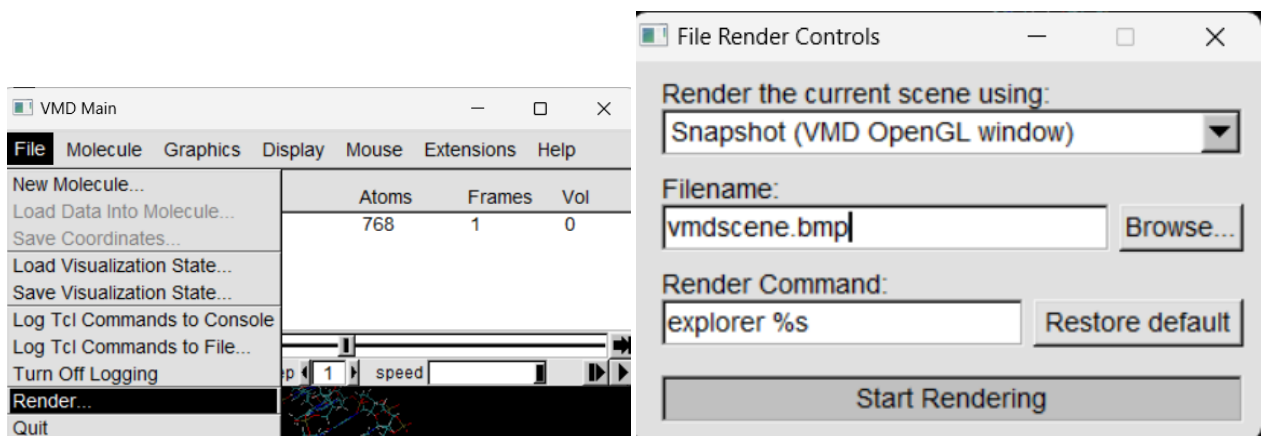 VMD Main
File Molecule Graphics Display Mouse Extensions Help
New Molecule...
Load Data Into Molecule...
Save Coordinates...
Load Visualization State...
Save Visualization State...
Log Tcl Commands to Console
Log Tcl Commands to File...
Turn Off Logging
Render...
Quit
Atoms Frames Vol
768 1 0
1 speed
File Render Controls
Render the current scene using:
Snapshot (VMD OpenGL window)
Filename:
vmdscene.bmp
Browse...
Render Command:
explorer %s
Restore default
Start Rendering